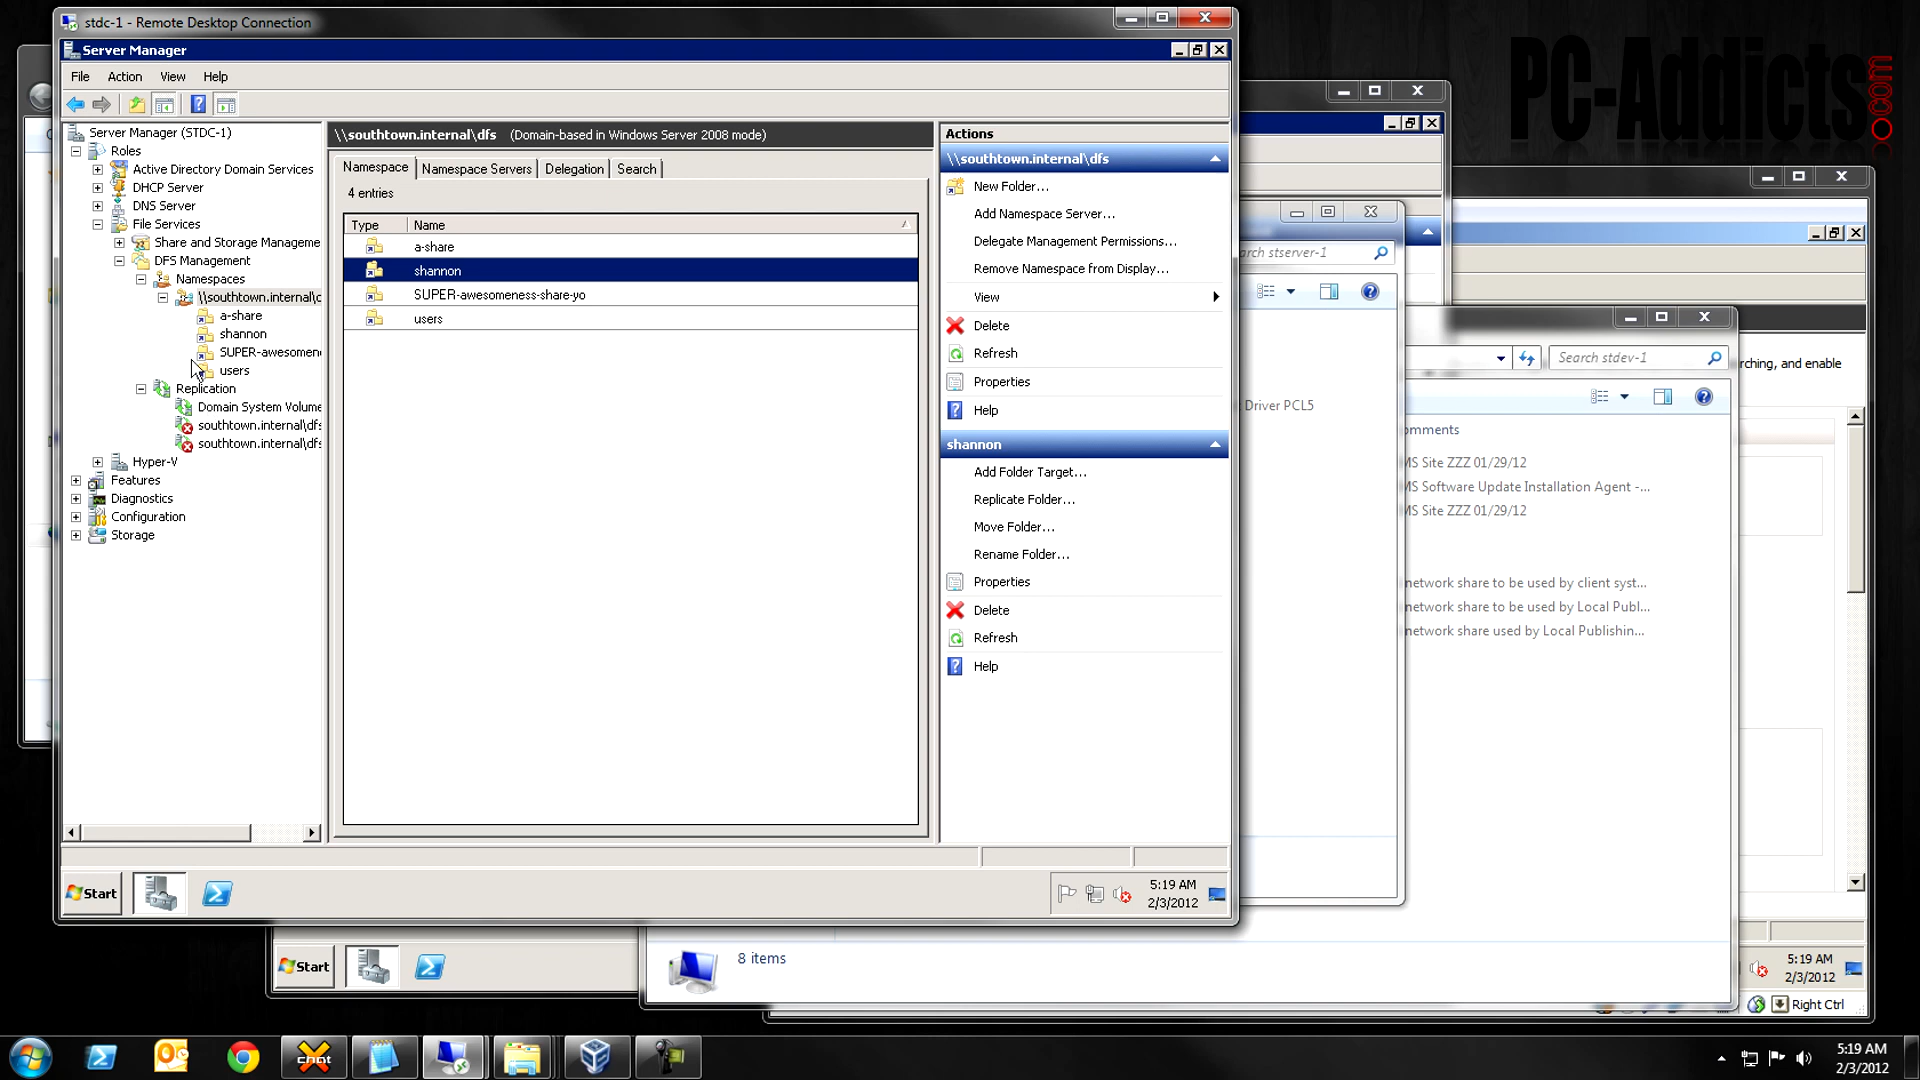 stdc-1 - Remote Desktop Connection
Server Manager
File Action View Help
Server Manager (STDC-1)
Roles
Active Directory Domain Services
DHCP Server
DNS Server
File Services
Share and Storage Manageme
DFS Management
Namespaces
\\southtown.internal\d
a-share
shannon
SUPER-awesomen
users
Replication
Domain System Volume
southtown.internal\dfs
southtown.internal\dfs
Hyper-V
Features
Diagnostics
Configuration
Storage
\\southtown.internal\dfs (Domain-based in Windows Server 2008 mode)
Namespace Namespace Servers Delegation Search
4 entries
Type Name
a-share
shannon
SUPER-awesomeness-share-yo
users
Actions
\\southtown.internal\dfs
New Folder...
Add Namespace Server...
Delegate Management Permissions...
Remove Namespace from Display...
View
Delete
Refresh
Properties
Help
shannon
Add Folder Target...
Replicate Folder...
Move Folder...
Rename Folder...
Properties
Delete
Refresh
Help
Start
5:19 AM
2/3/2012
PC-Addicts
.com
arch stserver-1
Driver PCL5
Search stdev-1
omments
MS Site ZZZ 01/29/12
MS Software Update Installation Agent -...
MS Site ZZZ 01/29/12
network share to be used by client syst...
network share to be used by Local Publ...
network share used by Local Publishin...
rching, and enable
Start
8 items
5:19 AM
2/3/2012
Right Ctrl
chat
5:19 AM
2/3/2012